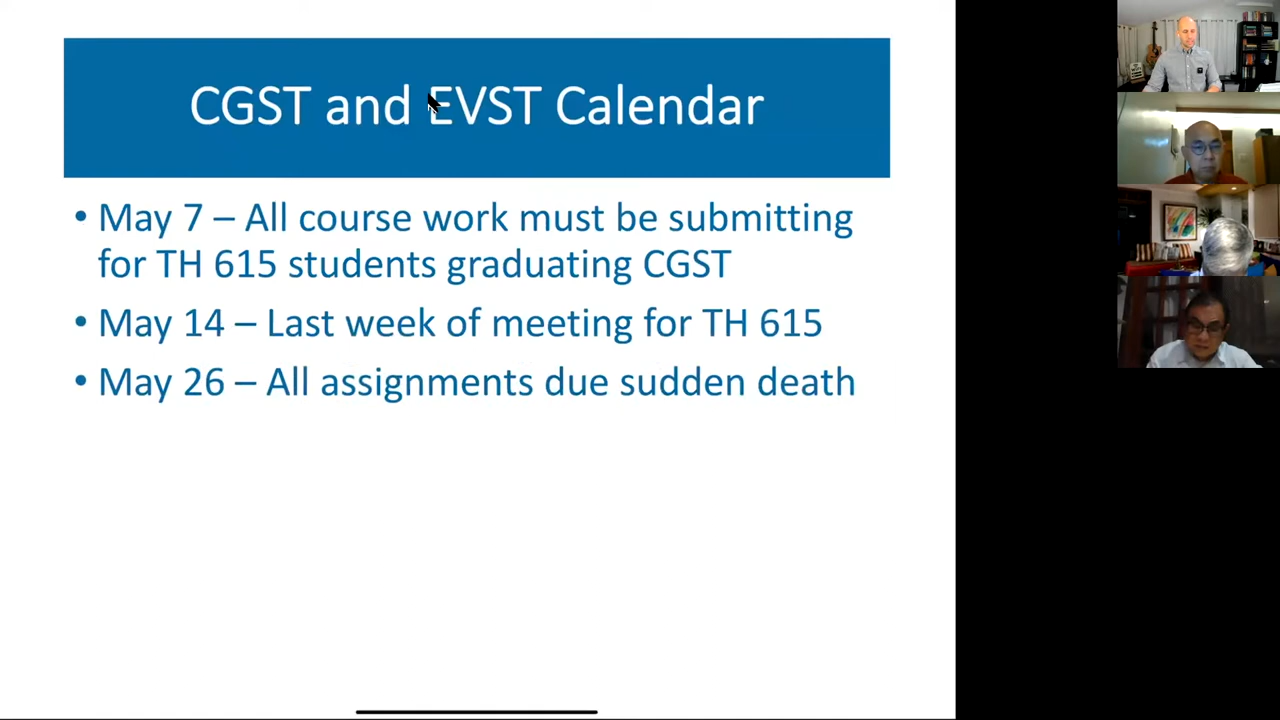 CGST and EVST Calendar
• May 7 – All course work must be submitting
for TH 615 students graduating CGST
• May 14 – Last week of meeting for TH 615
• May 26 – All assignments due sudden death